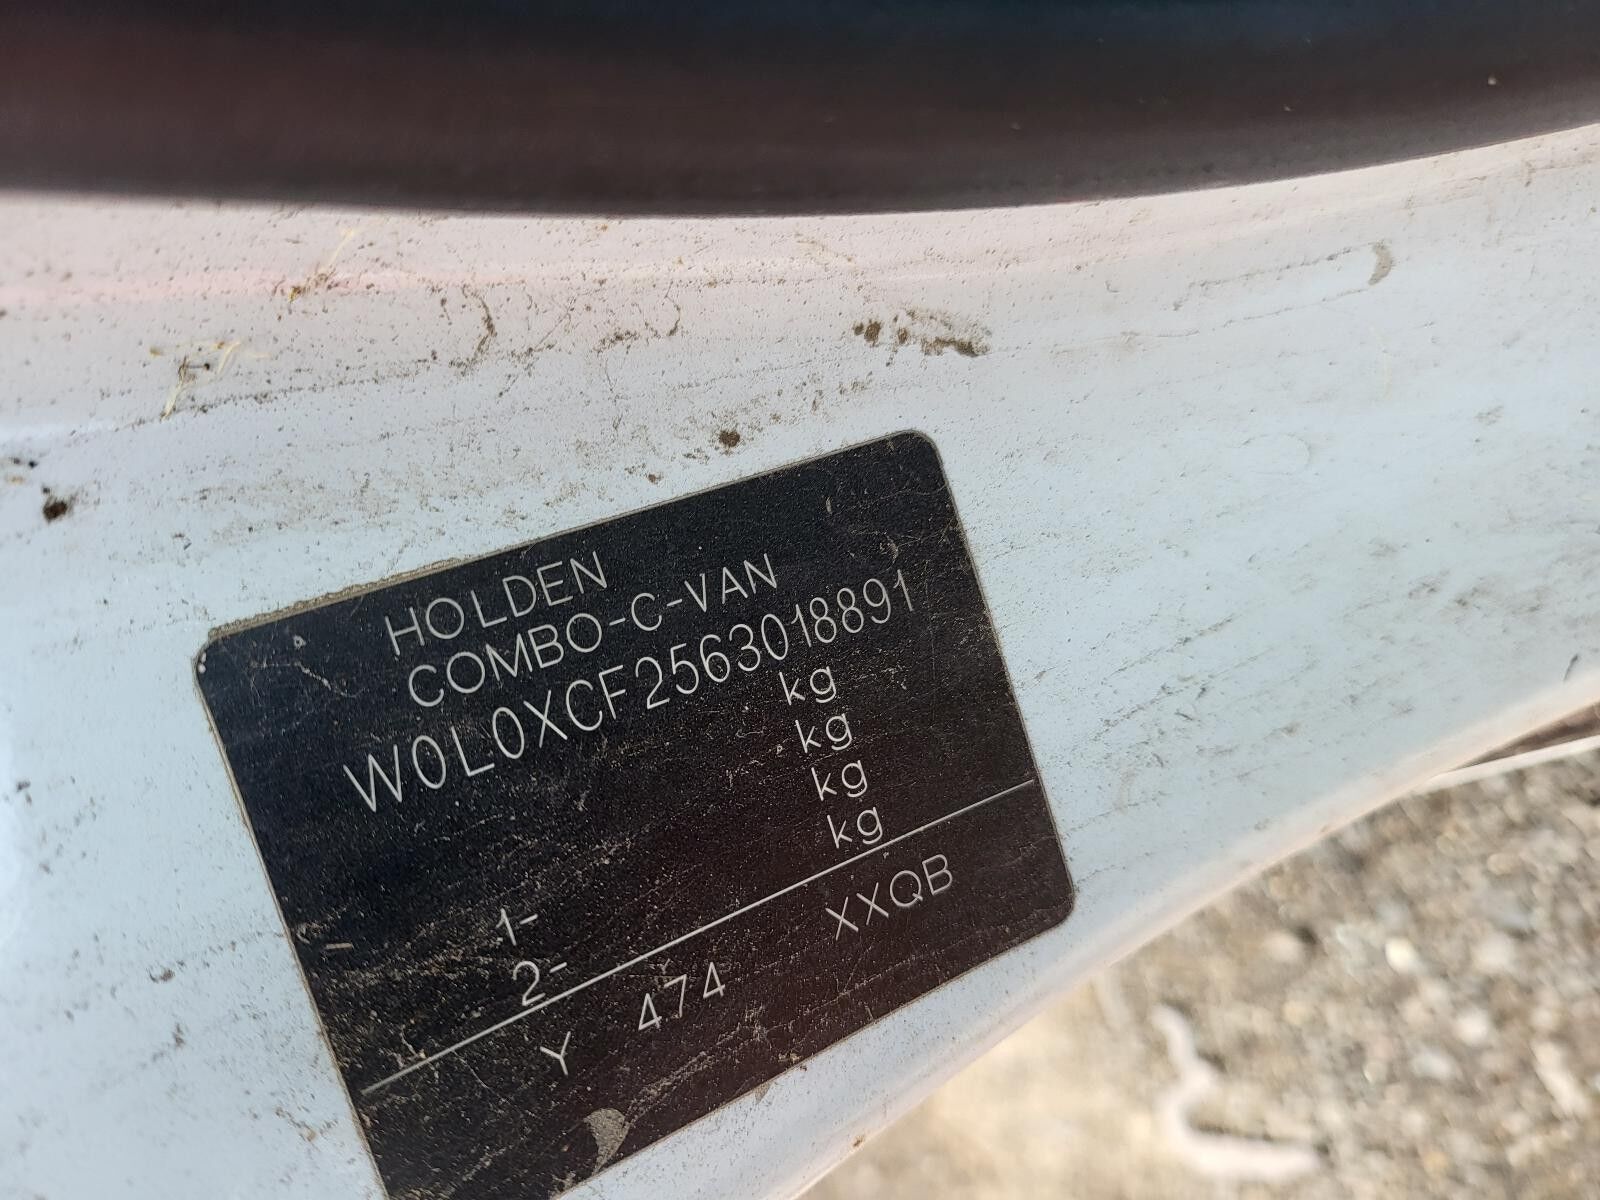 HOLDEN
COMBO-C-VAN
W0L0XCF2563018891
kg
kg
kg
1- kg
2-
Y 474 XXQB